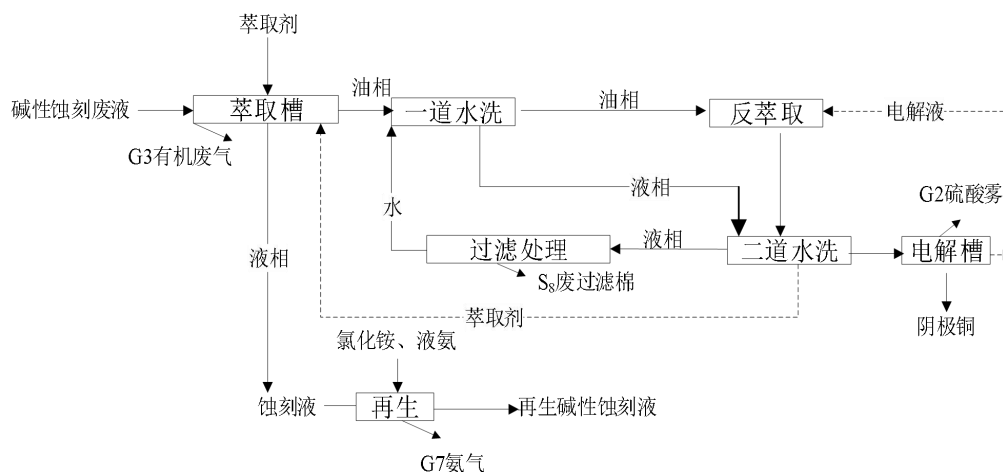 萃取剂
碱性蚀刻废液
萃取槽
油相
一道水洗
油相
反萃取
电解液
G3有机废气
水
液相
G2硫酸雾
液相
过滤处理
液相
二道水洗
电解槽
S₈废过滤棉
萃取剂
阴极铜
氯化铵、液氨
蚀刻液
再生
再生碱性蚀刻液
G7氨气